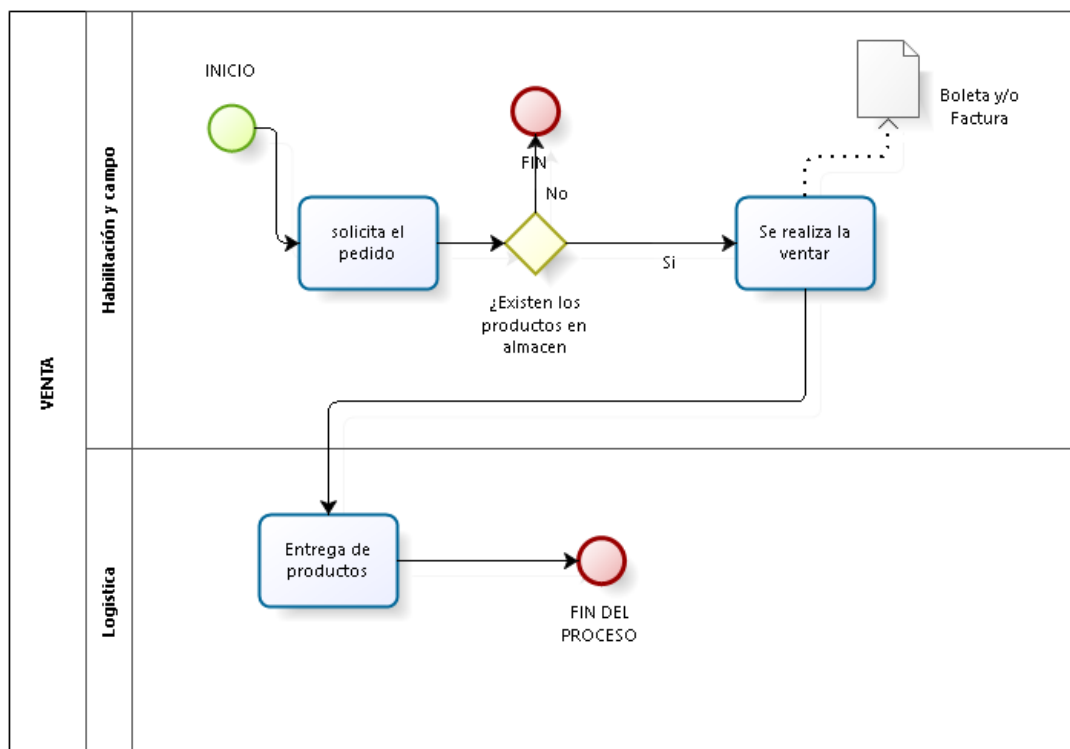 VENTA
Habilitación y campo
INICIO
solicita el
pedido
FIN
No
¿Existen los
productos en
almacen
Si
Se realiza la
ventar
Boleta y/o
Factura
Logística
Entrega de
productos
FIN DEL
PROCESO